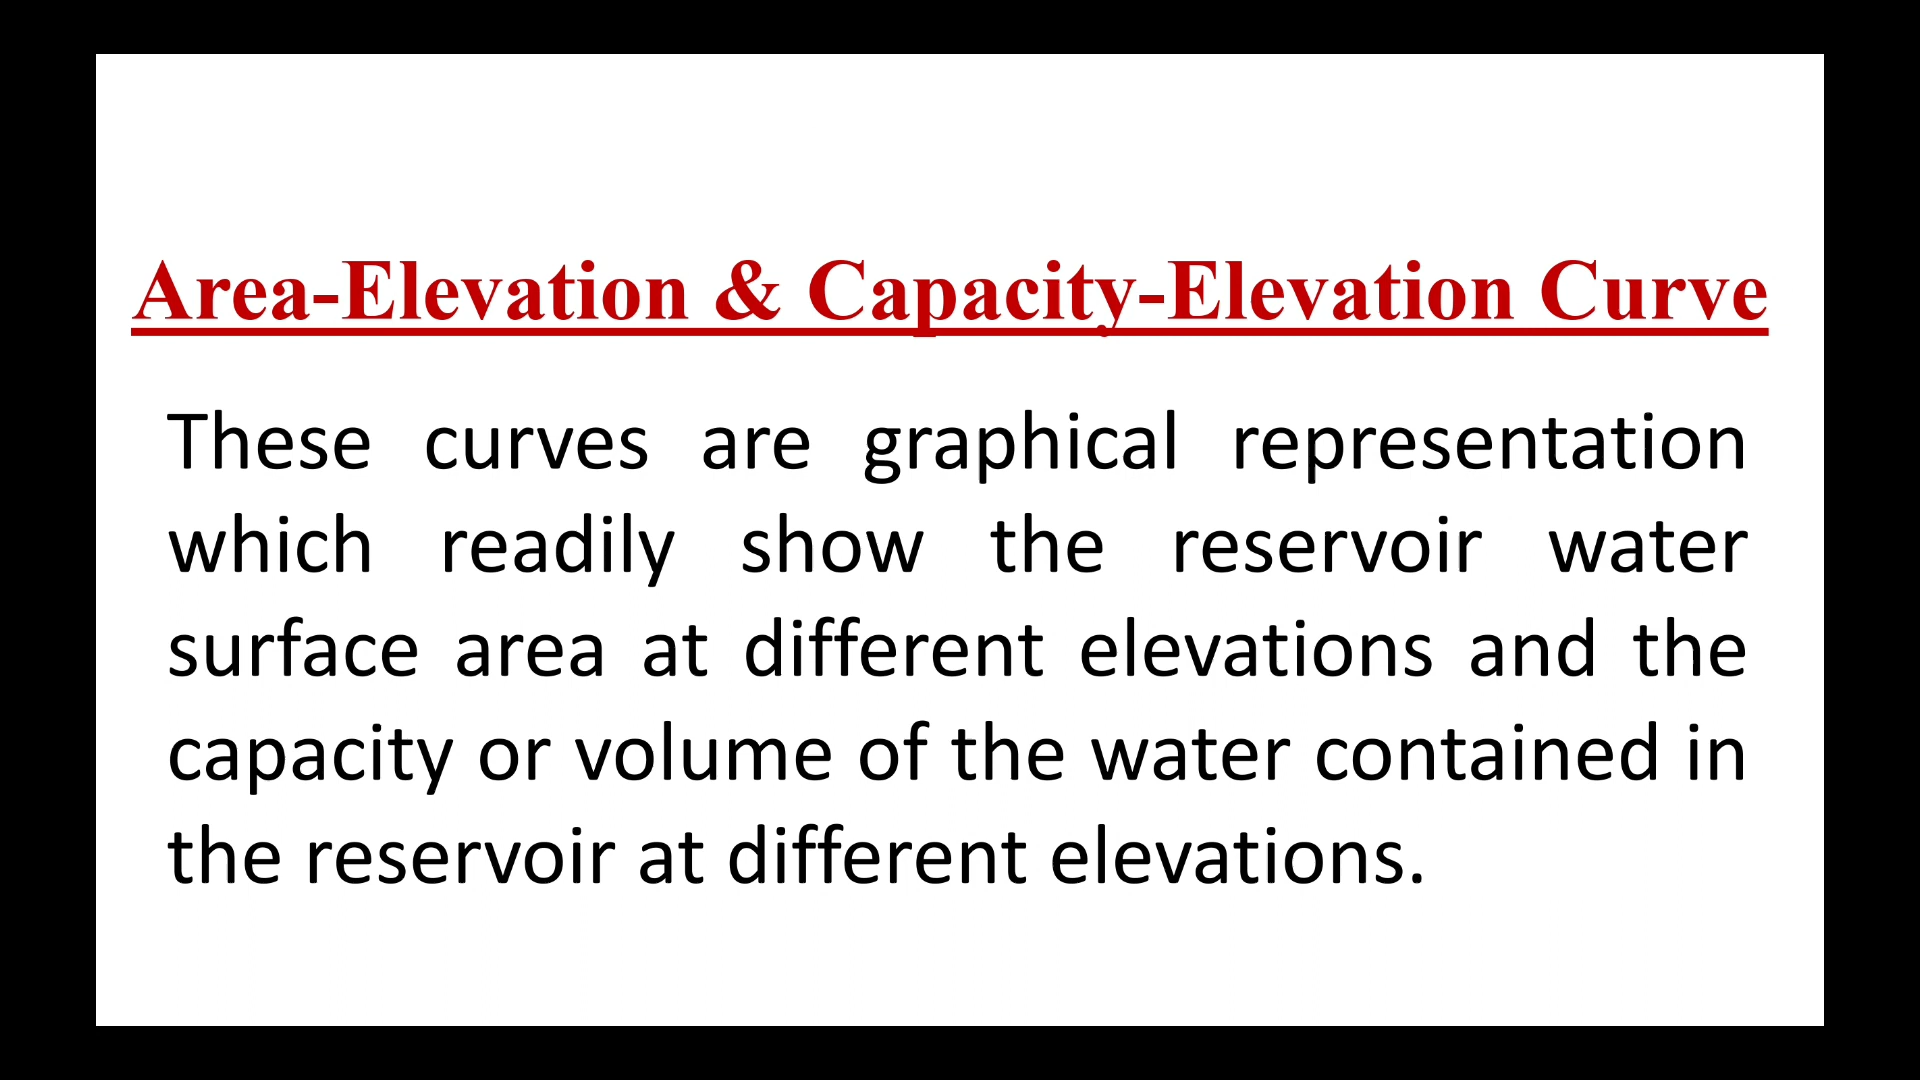 Area-Elevation & Capacity-Elevation Curve
These curves are graphical representation
which readily show the reservoir water
surface area at different elevations and the
capacity or volume of the water contained in
the reservoir at different elevations.